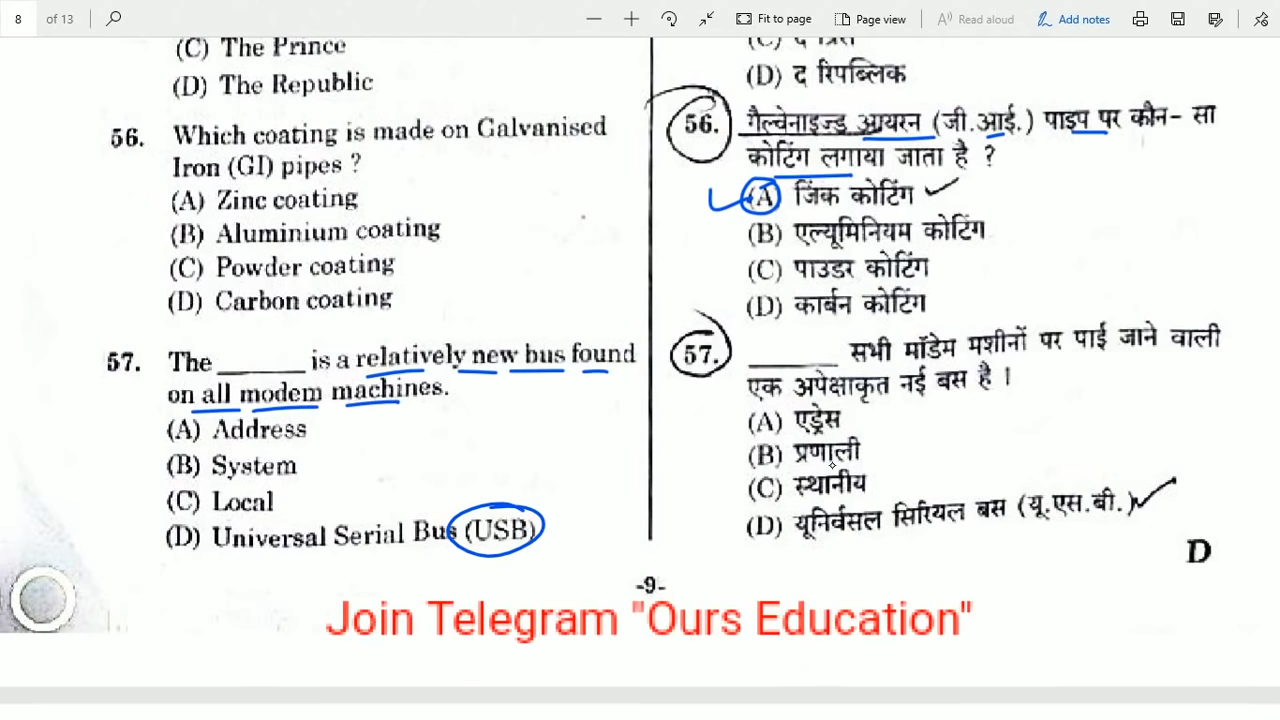 8 of 13
Fit to page
Page view
Read aloud
Add notes
(C) The Prince
(D) The Republic
56. Which coating is made on Galvanised
Iron (GI) pipes ?
(A) Zinc coating
(B) Aluminium coating
(C) Powder coating
(D) Carbon coating
57. The ______ is a relatively new bus found
on all modem machines.
(A) Address
(B) System
(C) Local
(D) Universal Serial Bus (USB)
(D) द रिपब्लिक
56. गैल्वेनाइज्ड आयरन (जी.आई.) पाइप पर कौन- सा
कोटिंग लगाया जाता है ?
(A) जिंक कोटिंग
(B) एल्यूमिनियम कोटिंग
(C) पाउडर कोटिंग
(D) कार्बन कोटिंग
57. ______ सभी मॉडेम मशीनों पर पाई जाने वाली
एक अपेक्षाकृत नई बस है ।
(A) एड्रेस
(B) प्रणाली
(C) स्थानीय
(D) यूनिर्वसल सिरियल बस (यू.एस.बी.)
D
-9-
Join Telegram "Ours Education"